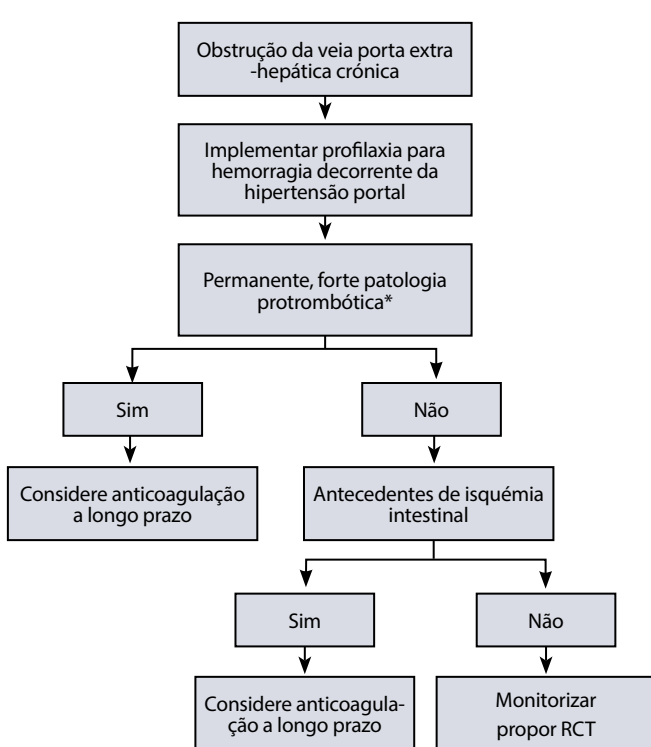 Obstrução da veia porta extra
-hepática crónica
Implementar profilaxia para
hemorragia decorrente da
hipertensão portal
Permanente, forte patologia
protrombótica*
Sim
Não
Considere anticoagulação
a longo prazo
Antecedentes de isquémia
intestinal
Sim
Não
Considere anticoagula-
ção a longo prazo
Monitorizar
propor RCT